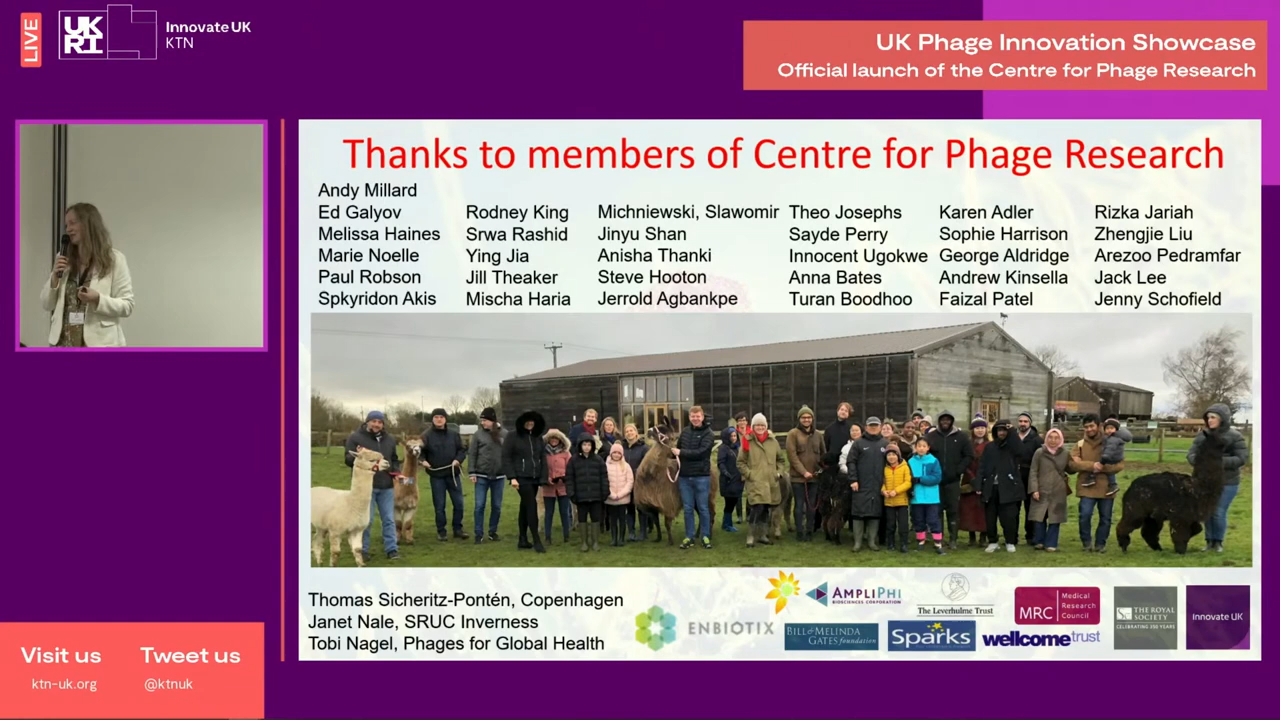 LIVE
UK
RI
Innovate UK
KTN
UK Phage Innovation Showcase
Official launch of the Centre for Phage Research
Thanks to members of Centre for Phage Research
Andy Millard
Ed Galyov
Melissa Haines
Marie Noelle
Paul Robson
Spkyridon Akis
Rodney King
Srwa Rashid
Ying Jia
Jill Theaker
Mischa Haria
Michniewski, Slawomir
Jinyu Shan
Anisha Thanki
Steve Hooton
Jerrold Agbankpe
Theo Josephs
Sayde Perry
Innocent Ugokwe
Anna Bates
Turan Boodhoo
Karen Adler
Sophie Harrison
George Aldridge
Andrew Kinsella
Faizal Patel
Rizka Jariah
Zhengjie Liu
Arezoo Pedramfar
Jack Lee
Jenny Schofield
Thomas Sicheritz-Pontén, Copenhagen
Janet Nale, SRUC Inverness
Tobi Nagel, Phages for Global Health
ENBIOTIX
AMPLIPHI
BIOSCIENCES CORPORATION
BILL & MELINDA
GATES foundation
The Leverhulme Trust
Sparks
MRC
Medical
Research
Council
wellcome trust
THE ROYAL
SOCIETY
CELEBRATING 350 YEARS
Innovate UK
Visit us
ktn-uk.org
Tweet us
@ktnuk